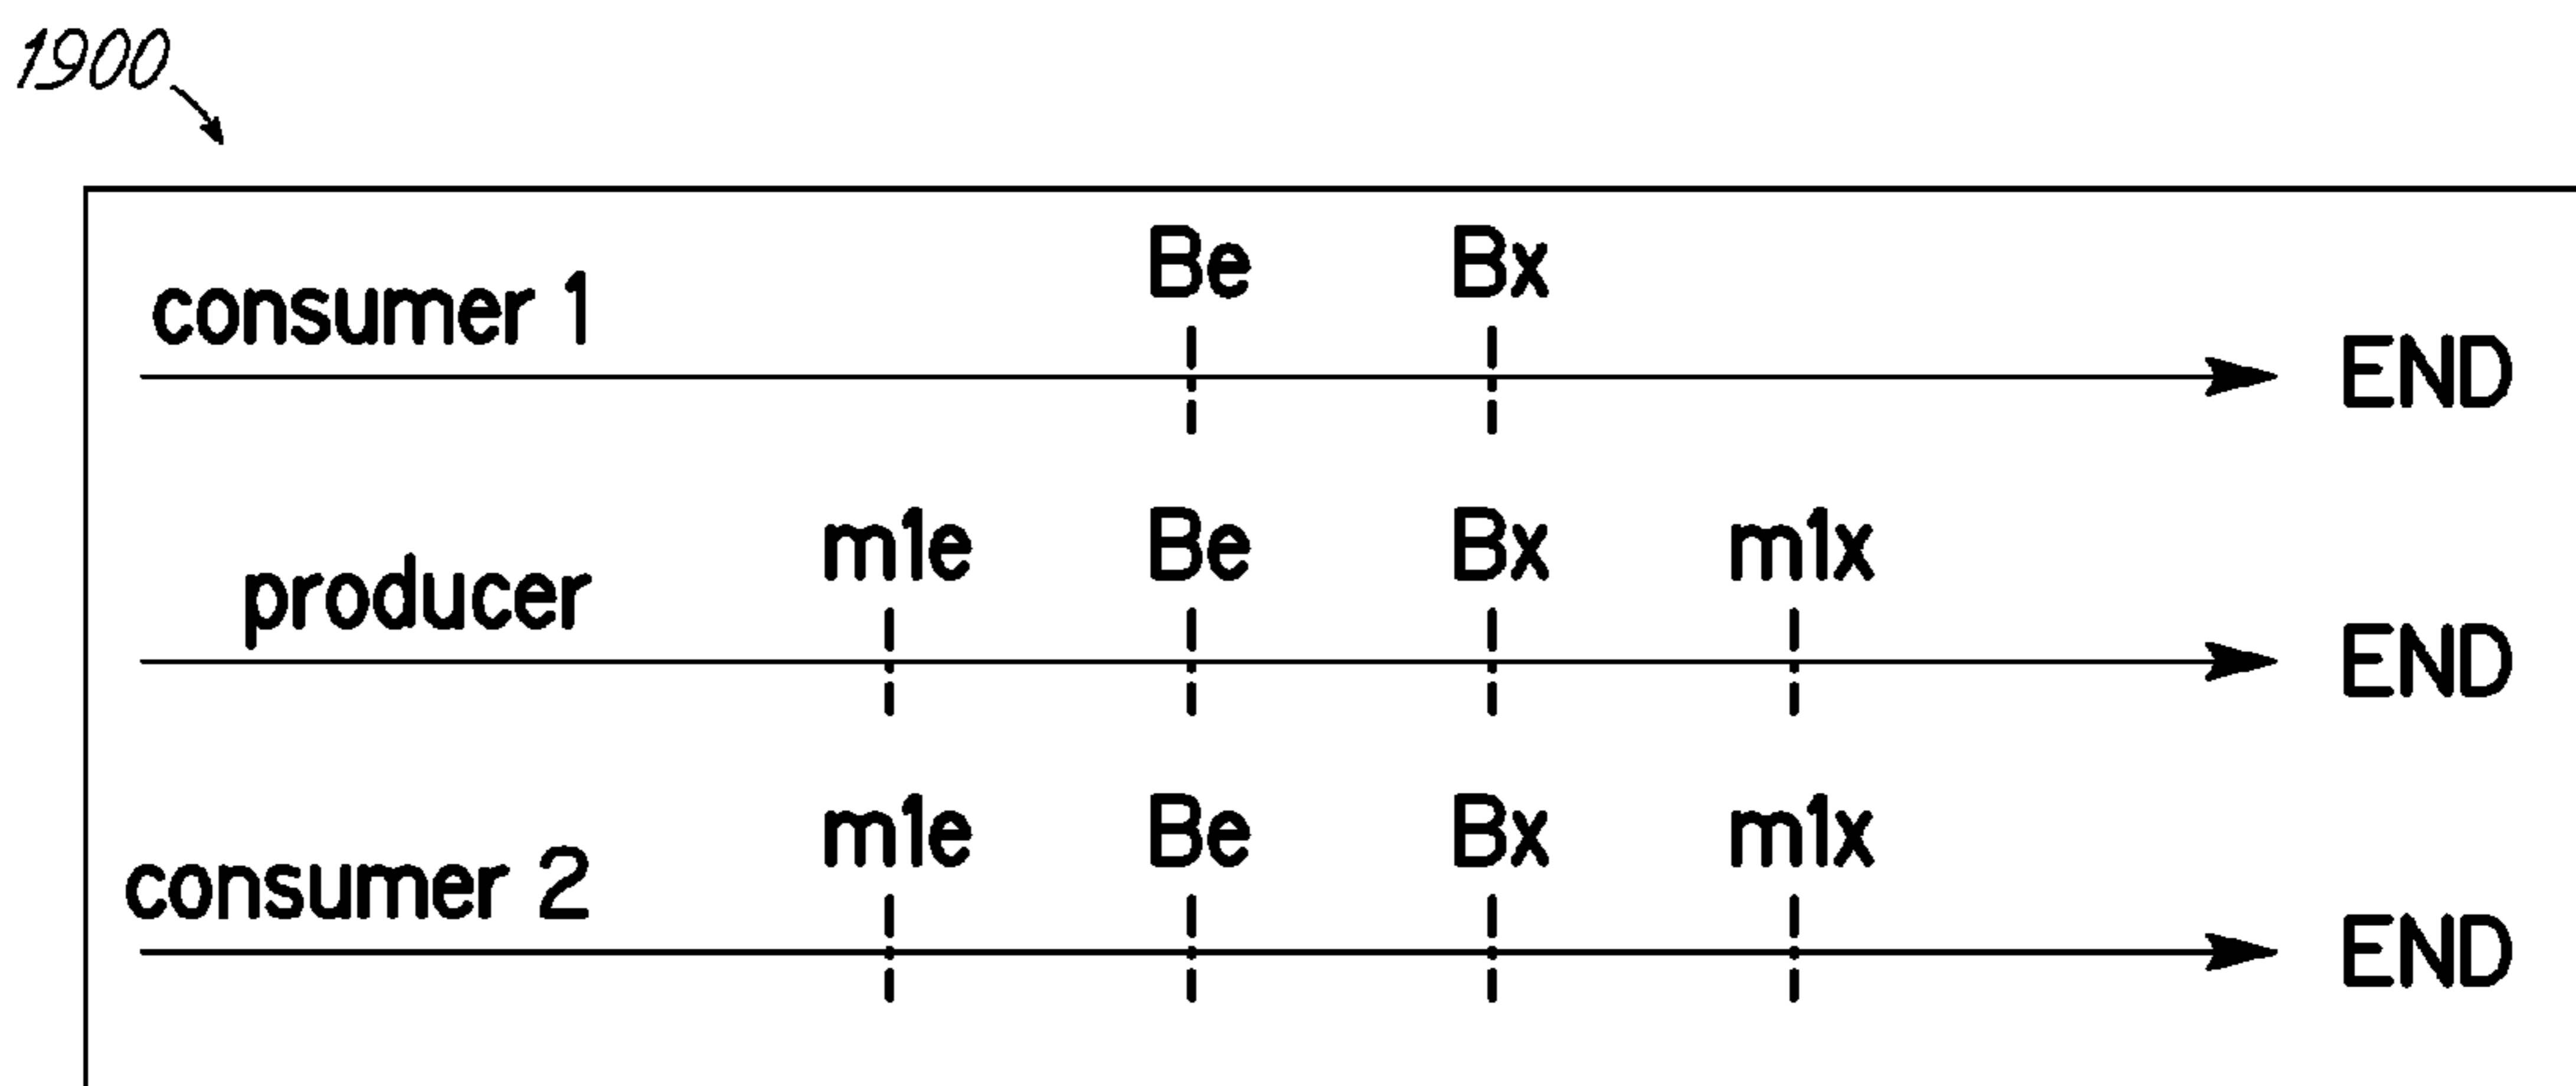 1900
Be Bx
consumer 1
END
m1e Be Bx m1x
producer
END
m1e Be Bx m1x
consumer 2
END